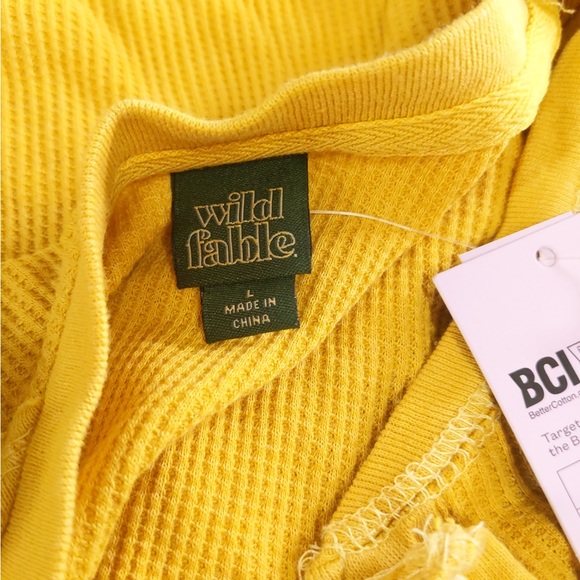 wild
fable.
L
MADE IN
CHINA
BCI
BetterCotton.
Target
the B